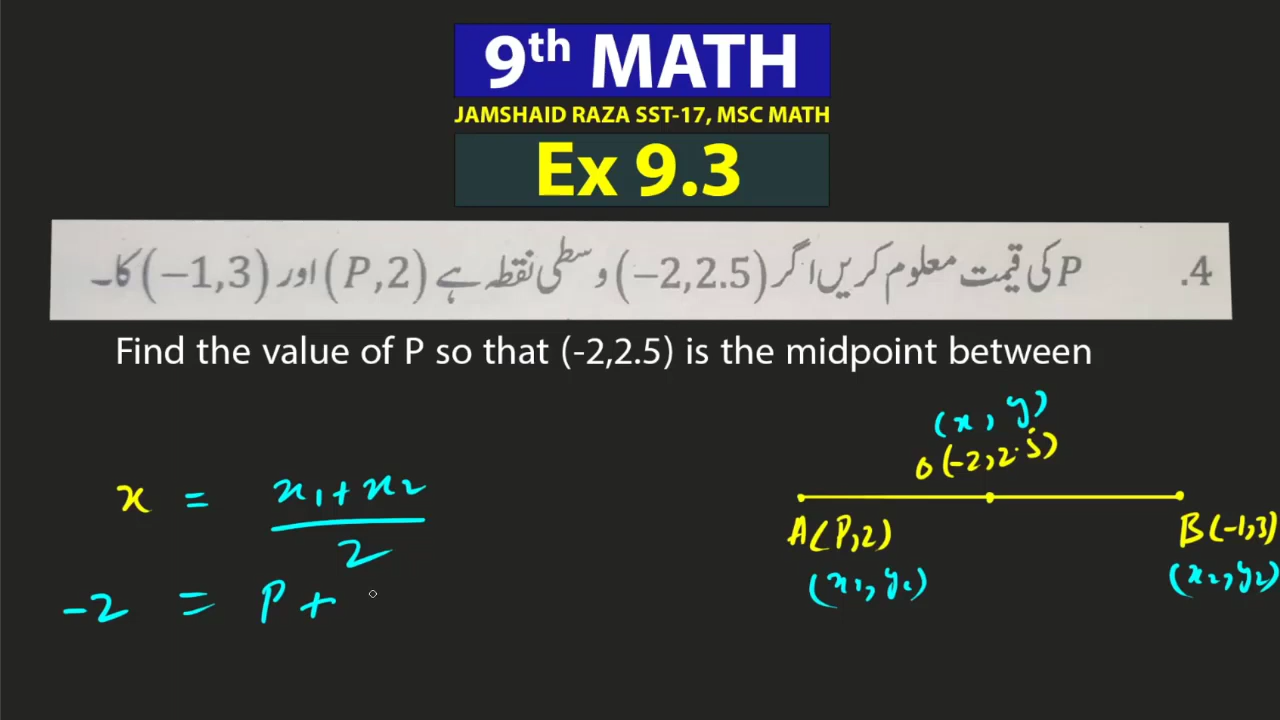 9th MATH
JAMSHAID RAZA SST-17, MSC MATH
Ex 9.3
.4 P کی قیمت معلوم کریں اگر (−2,2.5) وسطی نقطہ ہے (P,2) اور (−1,3) کا۔
Find the value of P so that (-2,2.5) is the midpoint between
(x, y)
O(-2,2.5)
x = x₁+x₂
2
A(P,2) B(-1,3)
(x₁,y₁) (x₂,y₂)
-2 = P+